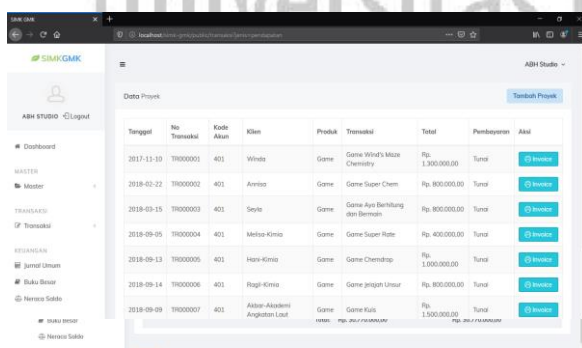 SIMK GMK
localhost/simk-gmk/public/transaksi?jenis=pendapatan
SIMKGMK
ABH Studio
ABH STUDIO Logout
Data Proyek
Tambah Proyek
Dashboard
MASTER
Master
TRANSAKSI
Transaksi
KEUANGAN
Jurnal Umum
Buku Besar
Neraca Saldo
Buku Besar
Neraca Saldo
Tanggal No Transaksi Kode Akun Klien Produk Transaksi Total Pembayaran Aksi
2017-11-10 TR000001 401 Winda Game Game Wind's Maze Chemistry Rp. 1.300.000,00 Tunai Invoice
2018-02-22 TR000002 401 Annisa Game Game Super Chem Rp. 800.000,00 Tunai Invoice
2018-03-15 TR000003 401 Seyla Game Game Ayo Berhitung dan Bermain Rp. 800.000,00 Tunai Invoice
2018-09-05 TR000004 401 Melisa-Kimia Game Game Super Rate Rp. 400.000,00 Tunai Invoice
2018-09-13 TR000005 401 Hani-Kimia Game Game Chemdrop Rp. 1.000.000,00 Tunai Invoice
2018-09-14 TR000006 401 Ragil-Kimia Game Game Jelajah Unsur Rp. 800.000,00 Tunai Invoice
2018-09-09 TR000007 401 Akbar-Akademi Angkatan Laut Game Game Kuis Rp. 1.500.000,00 Tunai Invoice